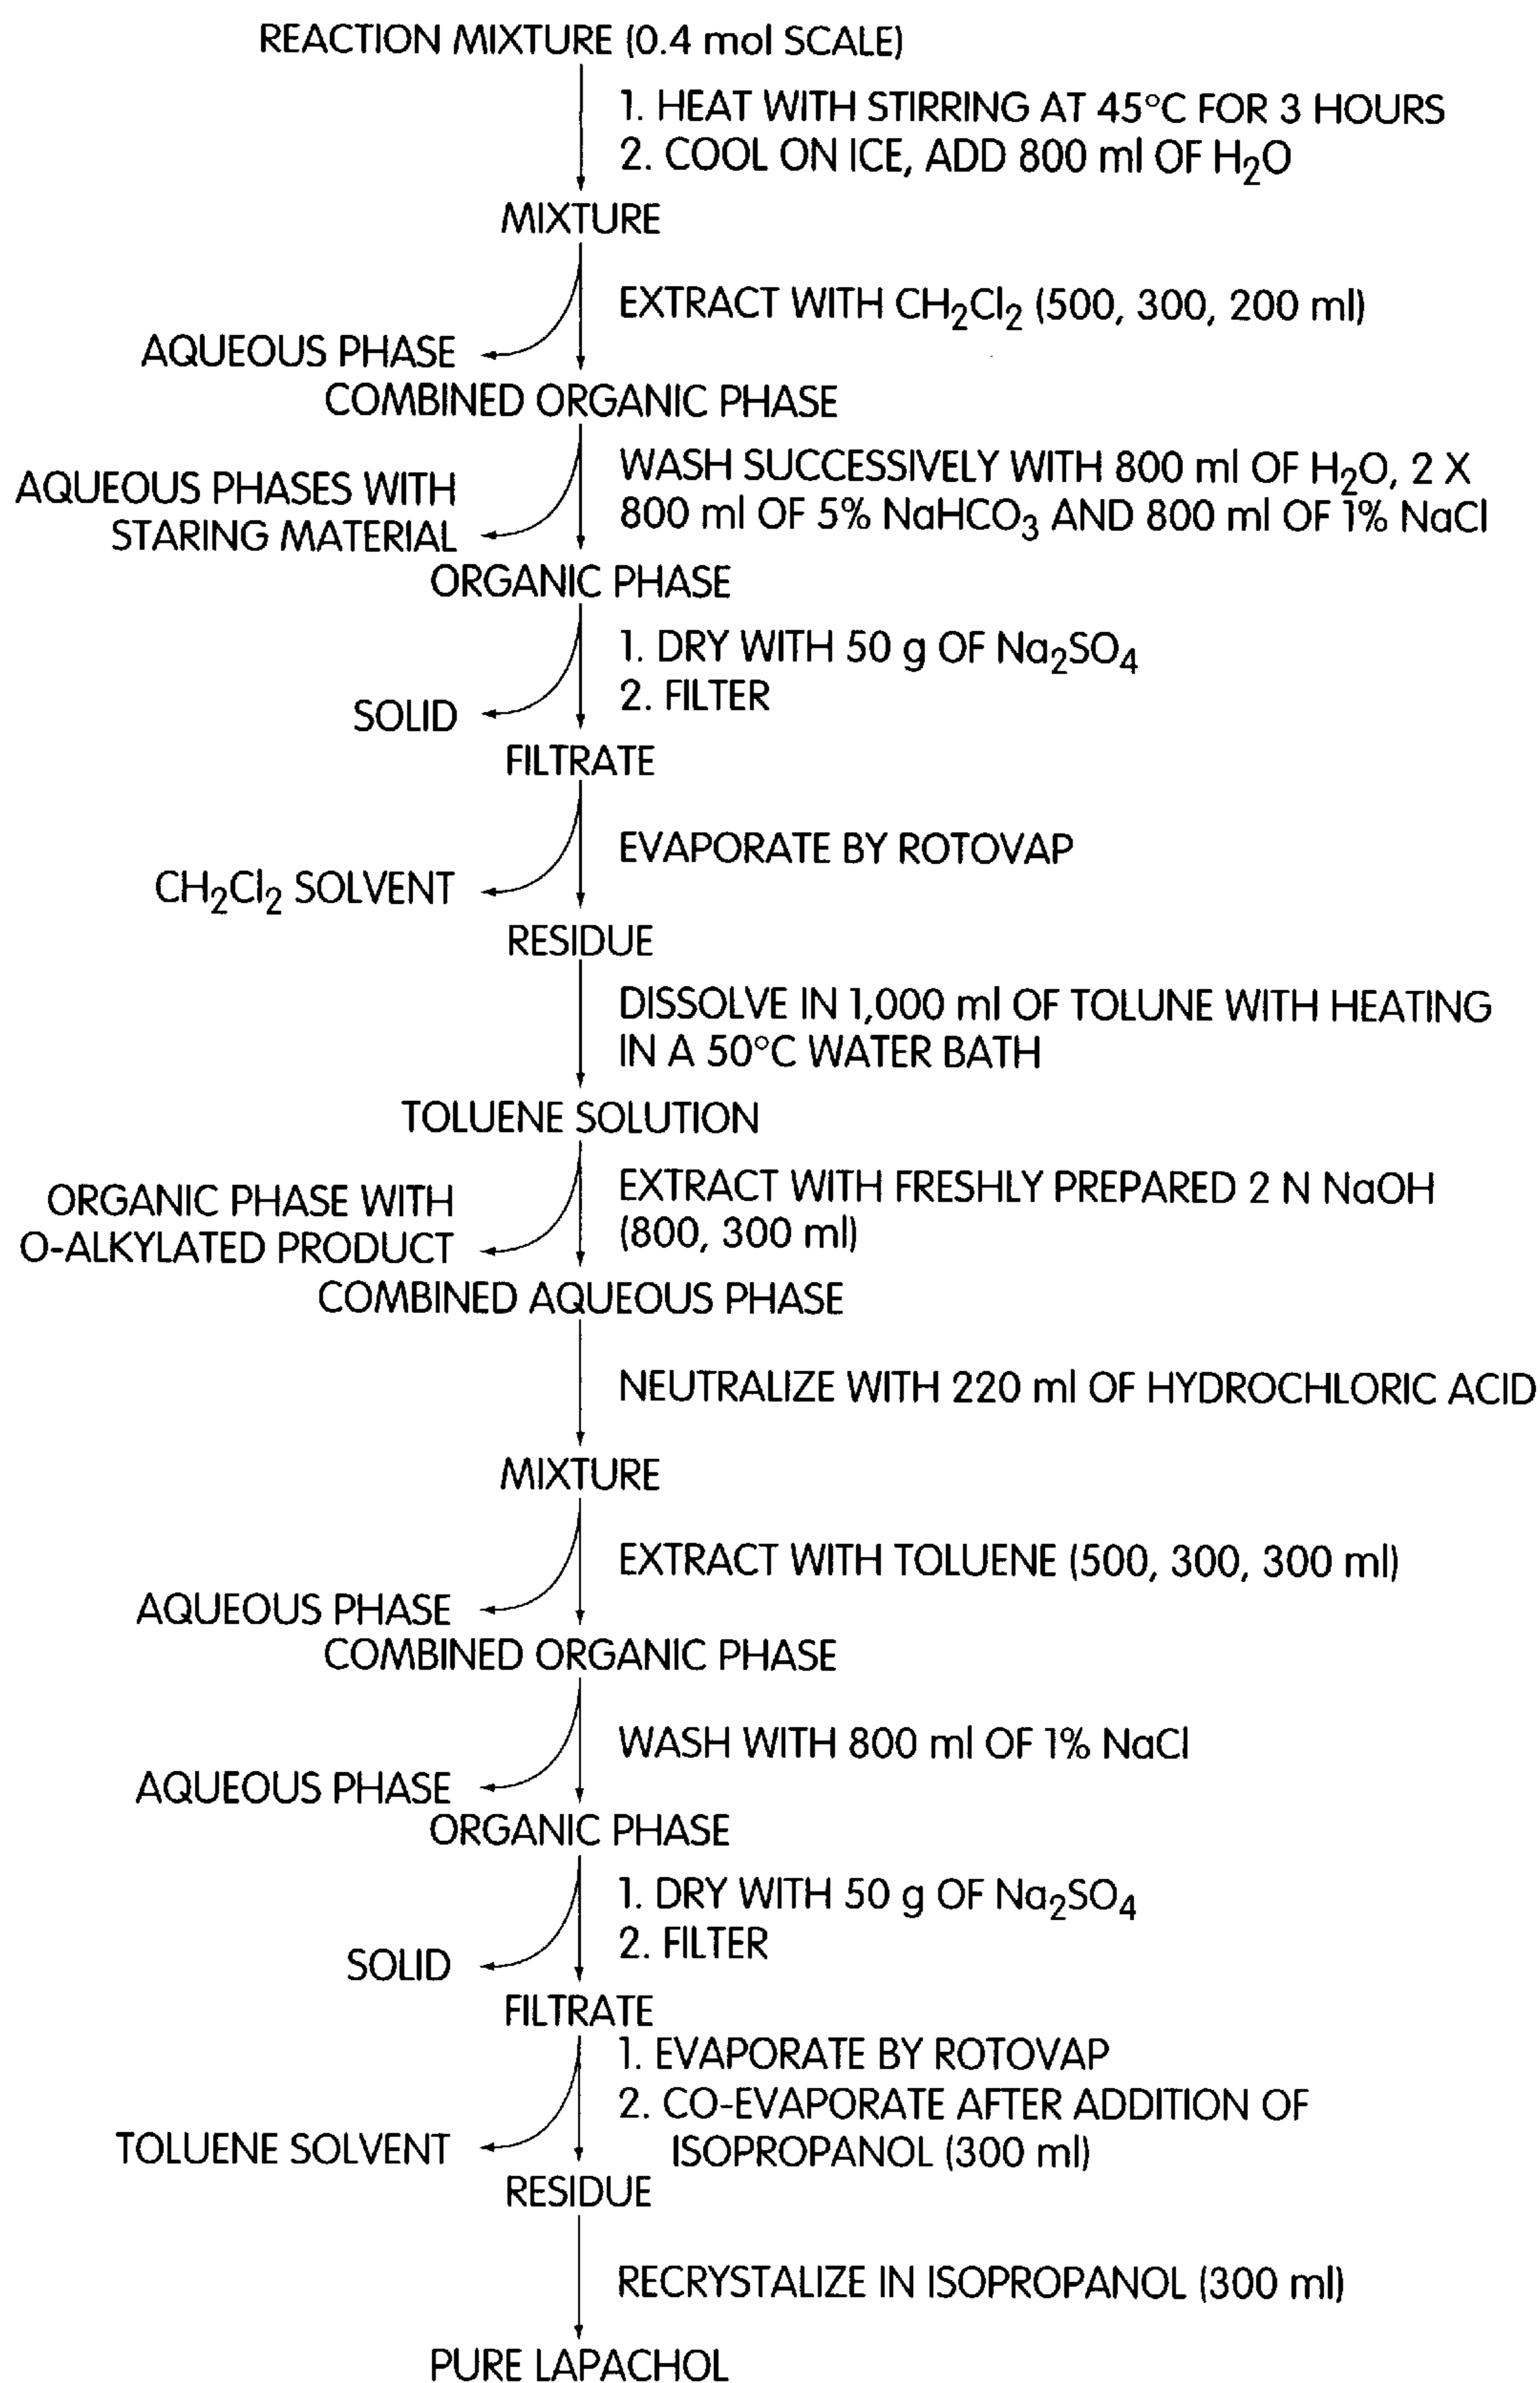 REACTION MIXTURE (0.4 mol SCALE)
1. HEAT WITH STIRRING AT 45°C FOR 3 HOURS
2. COOL ON ICE, ADD 800 ml OF H₂O
MIXTURE
EXTRACT WITH CH₂Cl₂ (500, 300, 200 ml)
AQUEOUS PHASE
COMBINED ORGANIC PHASE
WASH SUCCESSIVELY WITH 800 ml OF H₂O, 2 X
800 ml OF 5% NaHCO₃ AND 800 ml OF 1% NaCl
AQUEOUS PHASES WITH
STARING MATERIAL
ORGANIC PHASE
1. DRY WITH 50 g OF Na₂SO₄
2. FILTER
SOLID
FILTRATE
EVAPORATE BY ROTOVAP
CH₂Cl₂ SOLVENT
RESIDUE
DISSOLVE IN 1,000 ml OF TOLUNE WITH HEATING
IN A 50°C WATER BATH
TOLUENE SOLUTION
EXTRACT WITH FRESHLY PREPARED 2 N NaOH
(800, 300 ml)
ORGANIC PHASE WITH
O-ALKYLATED PRODUCT
COMBINED AQUEOUS PHASE
NEUTRALIZE WITH 220 ml OF HYDROCHLORIC ACID
MIXTURE
EXTRACT WITH TOLUENE (500, 300, 300 ml)
AQUEOUS PHASE
COMBINED ORGANIC PHASE
WASH WITH 800 ml OF 1% NaCl
AQUEOUS PHASE
ORGANIC PHASE
1. DRY WITH 50 g OF Na₂SO₄
2. FILTER
SOLID
FILTRATE
1. EVAPORATE BY ROTOVAP
2. CO-EVAPORATE AFTER ADDITION OF
ISOPROPANOL (300 ml)
TOLUENE SOLVENT
RESIDUE
RECRYSTALIZE IN ISOPROPANOL (300 ml)
PURE LAPACHOL